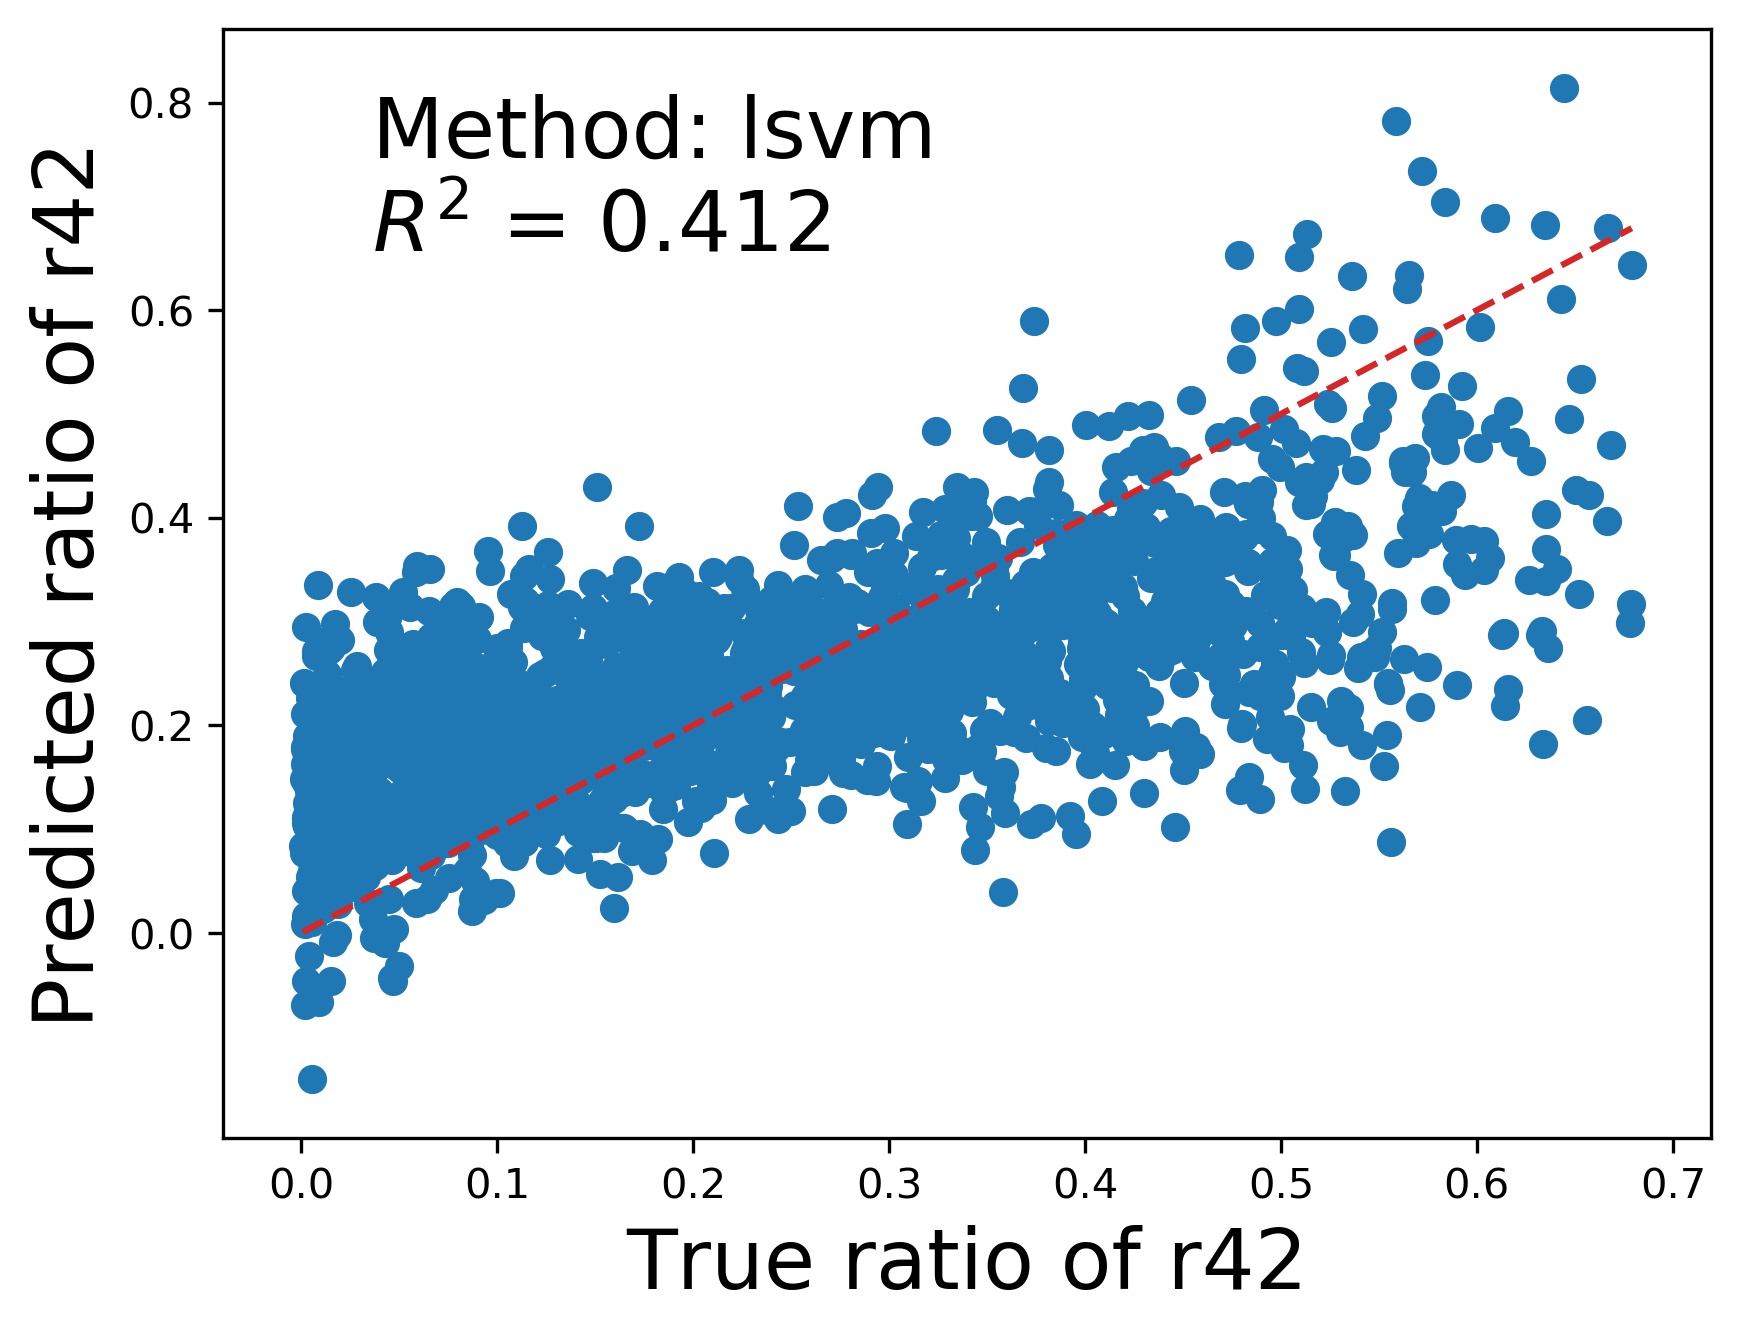 Method: lsvm
R² = 0.412
Predicted ratio of r42
0.8
0.6
0.4
0.2
0.0
0.0 0.1 0.2 0.3 0.4 0.5 0.6 0.7
True ratio of r42